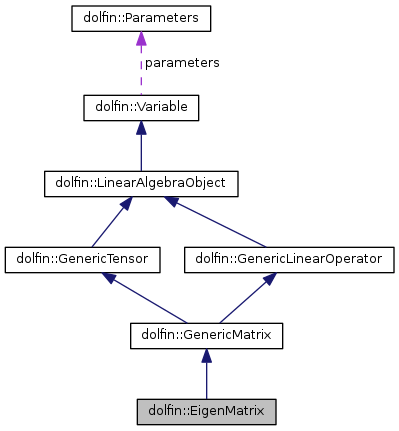 dolfin::Parameters
parameters
dolfin::Variable
dolfin::LinearAlgebraObject
dolfin::GenericTensor
dolfin::GenericLinearOperator
dolfin::GenericMatrix
dolfin::EigenMatrix